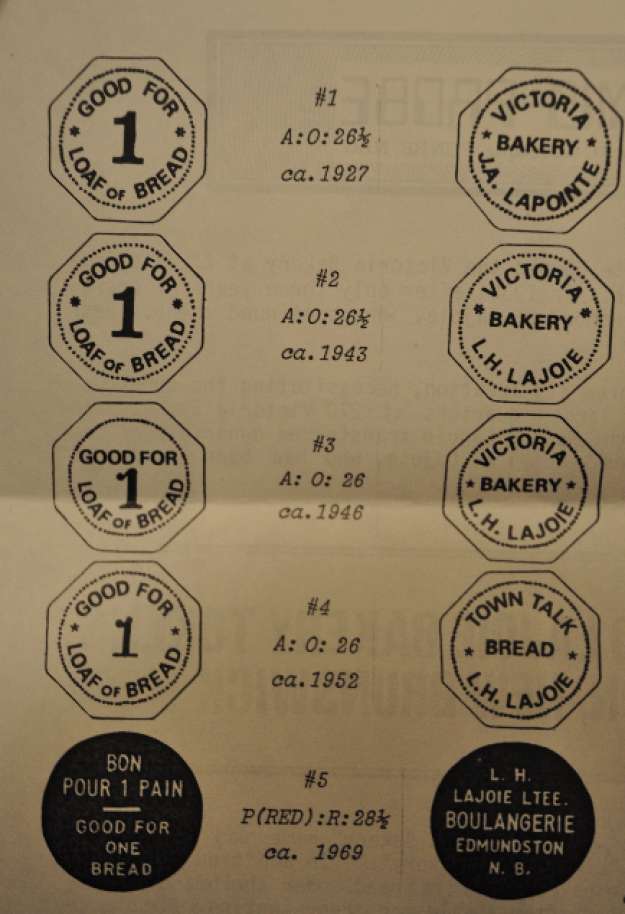 GOOD FOR
1
LOAF OF BREAD
#1
A:O:26½
ca.1927
VICTORIA
* BAKERY *
J.A. LAPOINTE
GOOD FOR
1
LOAF OF BREAD
#2
A:O:26½
ca.1943
VICTORIA
* BAKERY *
L.H. LAJOIE
GOOD FOR
1
LOAF OF BREAD
#3
A: O: 26
ca.1946
VICTORIA
* BAKERY *
L. H. LAJOIE
GOOD FOR
1
LOAF OF BREAD
#4
A: O: 26
ca.1952
TOWN TALK
* BREAD *
L.H. LAJOIE
BON
POUR 1 PAIN
GOOD FOR
ONE
BREAD
#5
P(RED):R:28½
ca. 1969
L. H.
LAJOIE LTEE.
BOULANGERIE
EDMUNDSTON
N. B.